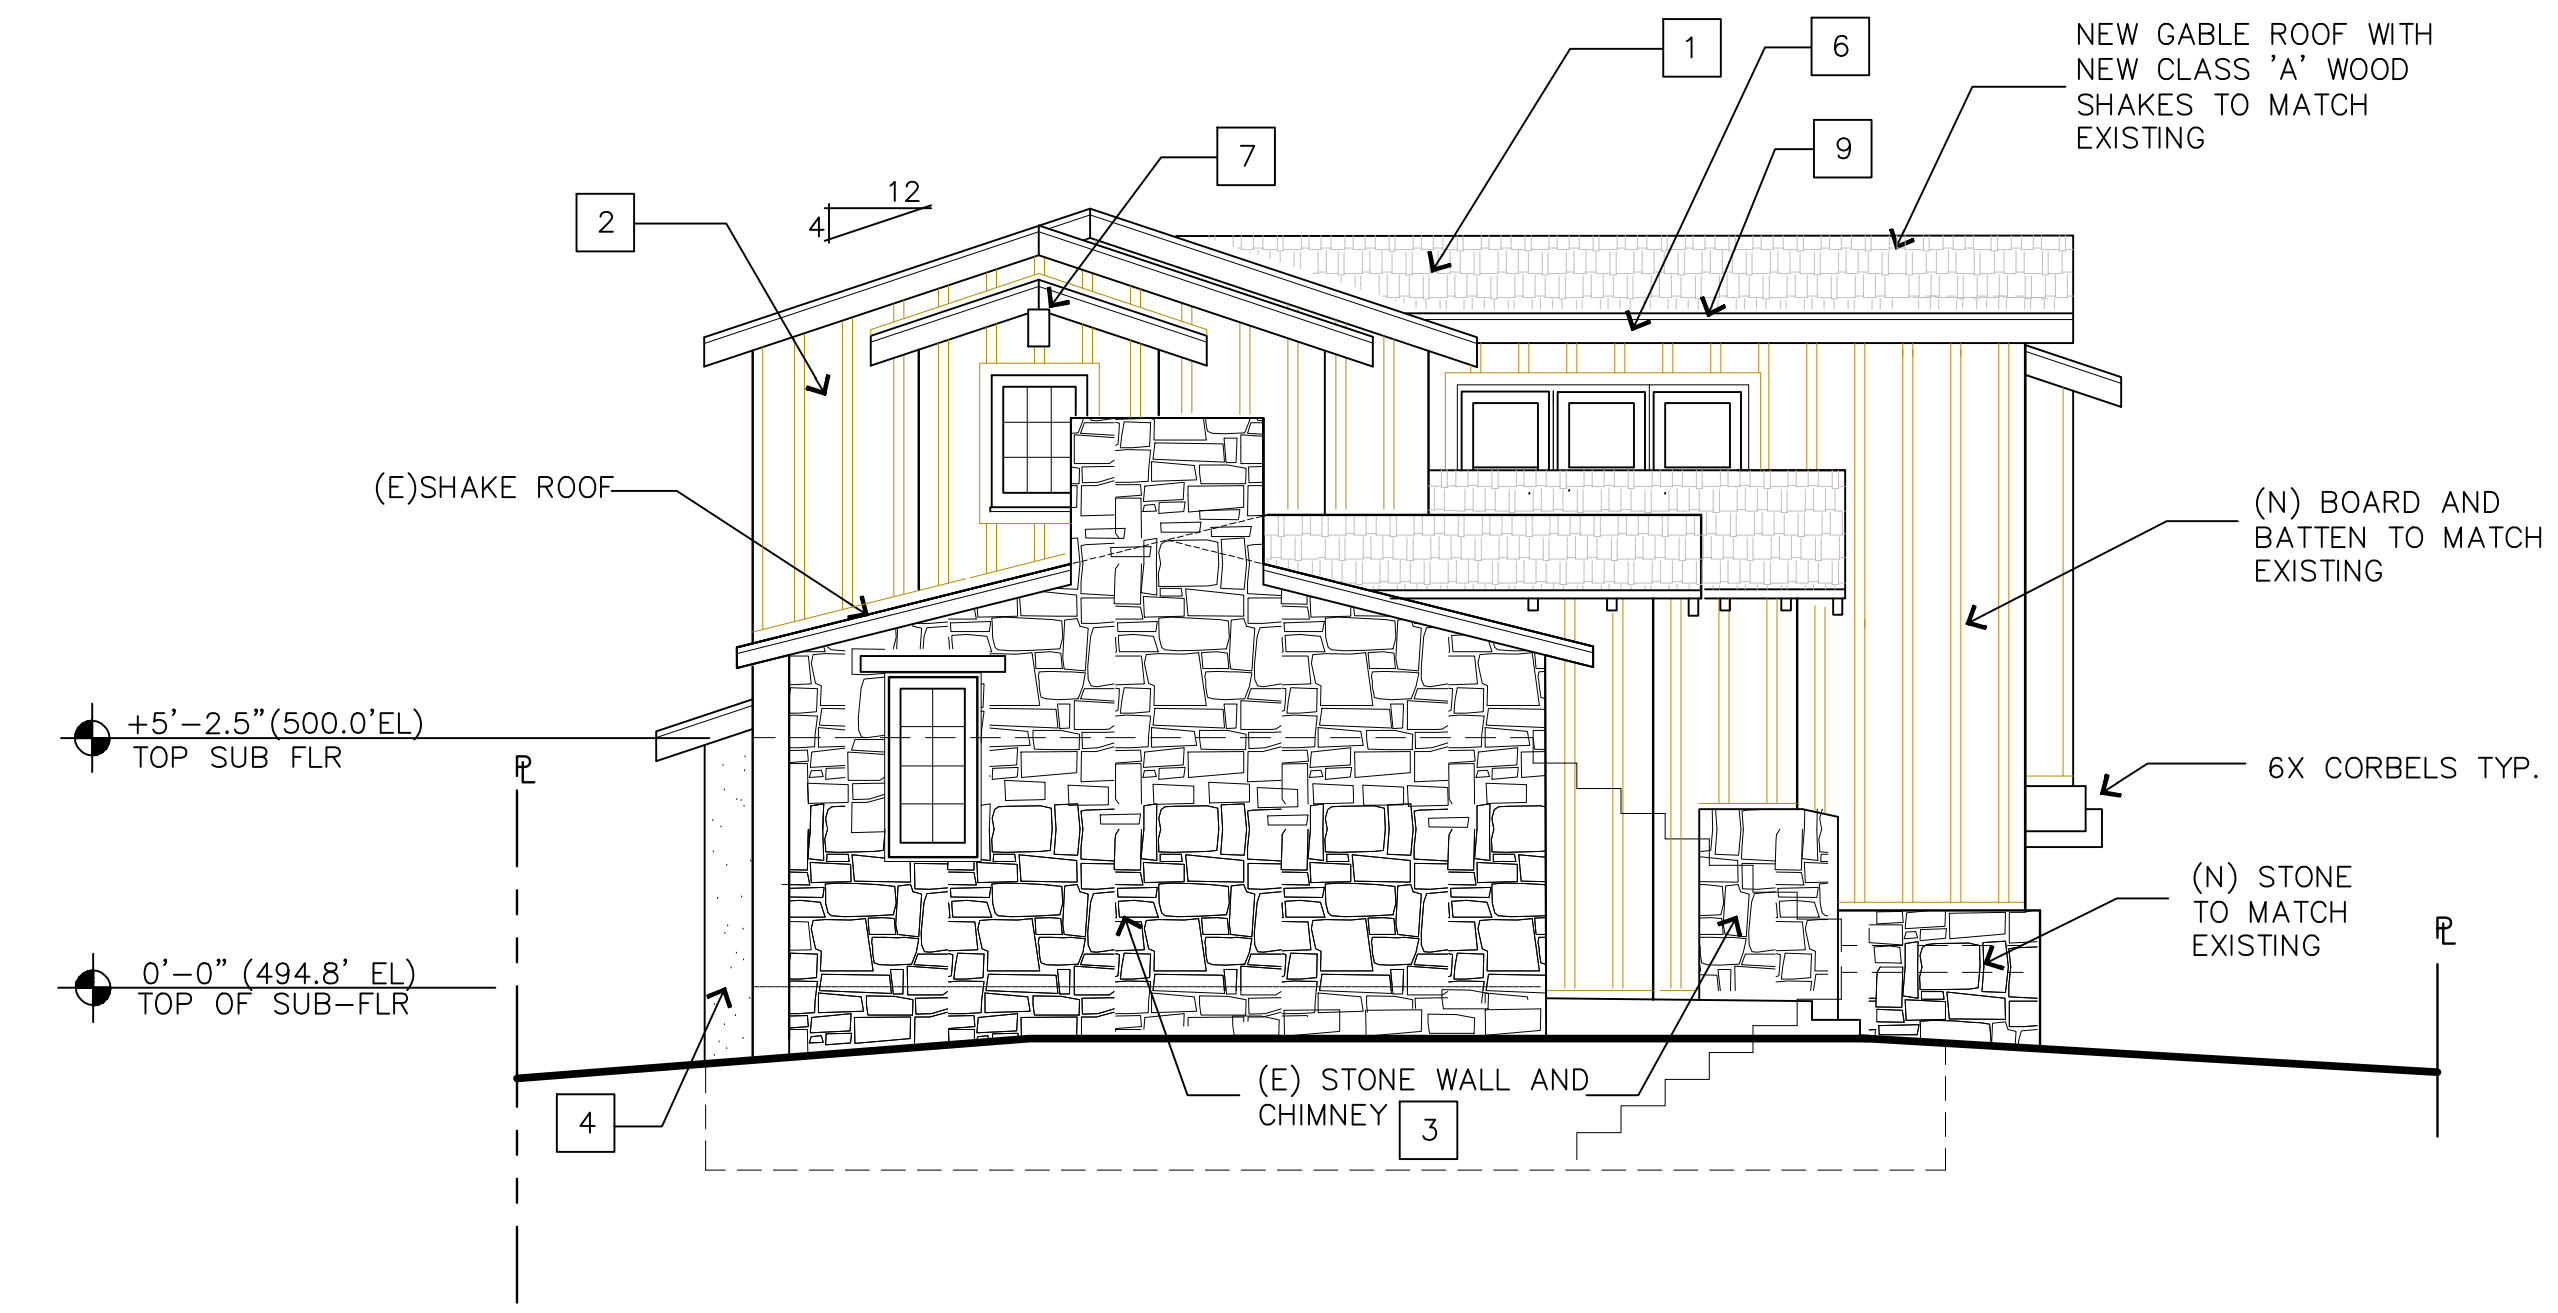 1
6
NEW GABLE ROOF WITH
NEW CLASS 'A' WOOD
SHAKES TO MATCH
EXISTING
7
9
12
4
2
(E)SHAKE ROOF
(N) BOARD AND
BATTEN TO MATCH
EXISTING
+5'-2.5"(500.0'EL)
TOP SUB FLR
PL
6X CORBELS TYP.
(N) STONE
TO MATCH
EXISTING
PL
0'-0" (494.8' EL)
TOP OF SUB-FLR
(E) STONE WALL AND
CHIMNEY
3
4